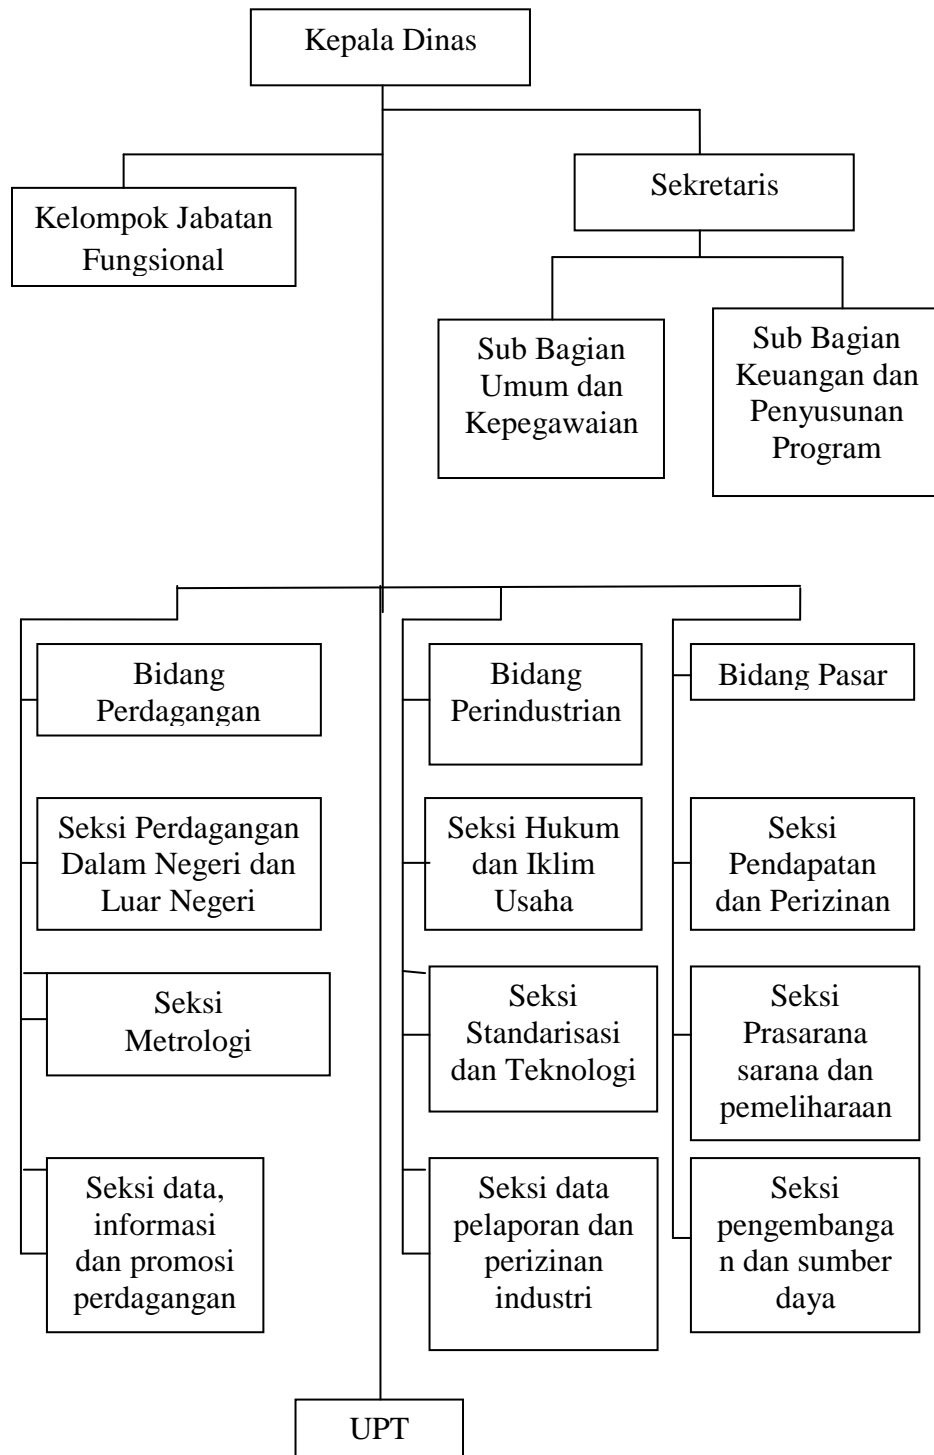 Kepala Dinas
Sekretaris
Kelompok Jabatan
Fungsional
Sub Bagian
Umum dan
Kepegawaian
Sub Bagian
Keuangan dan
Penyusunan
Program
Bidang
Perdagangan
Bidang
Perindustrian
Bidang Pasar
Seksi Perdagangan
Dalam Negeri dan
Luar Negeri
Seksi Hukum
dan Iklim
Usaha
Seksi
Pendapatan
dan Perizinan
Seksi
Metrologi
Seksi
Standarisasi
dan Teknologi
Seksi
Prasarana
sarana dan
pemeliharaan
Seksi data,
informasi
dan promosi
perdagangan
Seksi data
pelaporan dan
perizinan
industri
Seksi
pengembanga
n dan sumber
daya
UPT